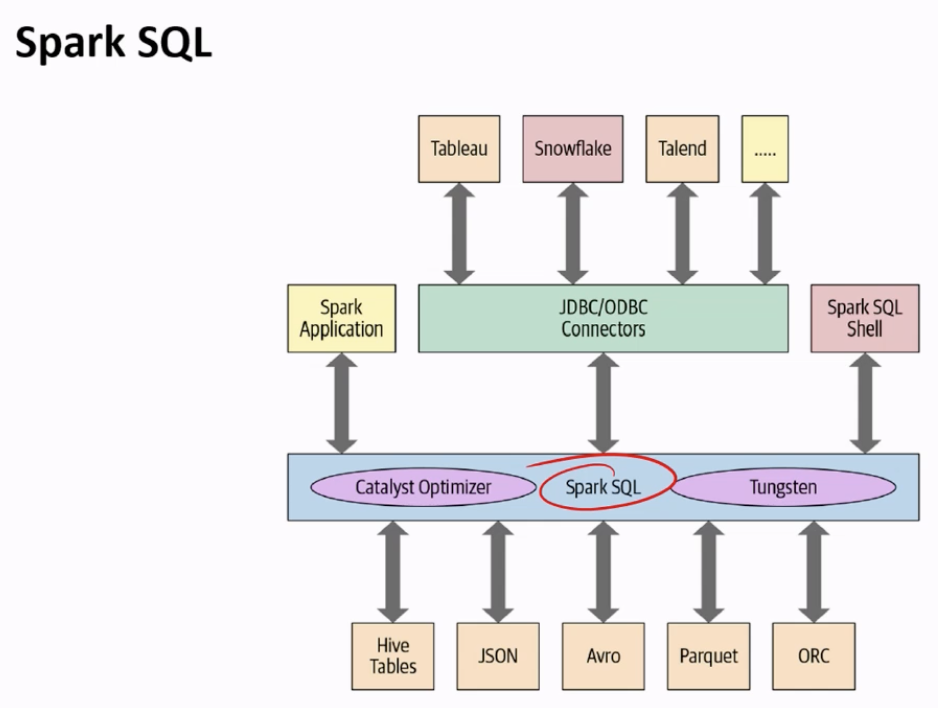 Spark SQL
Tableau
Snowflake
Talend
.....
Spark
Application
JDBC/ODBC
Connectors
Spark SQL
Shell
Catalyst Optimizer
Spark SQL
Tungsten
Hive
Tables
JSON
Avro
Parquet
ORC